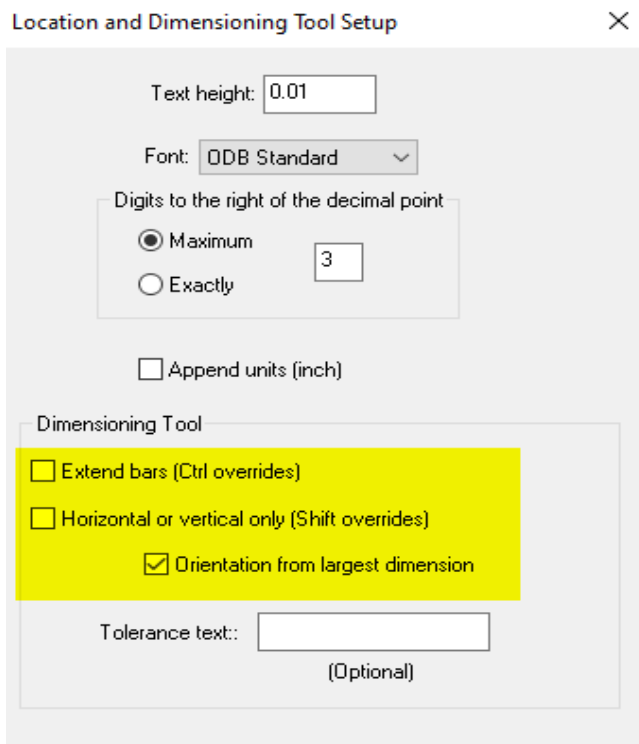 Location and Dimensioning Tool Setup
Text height: 0.01
Font: ODB Standard
Digits to the right of the decimal point
Maximum
3
Exactly
Append units (inch)
Dimensioning Tool
Extend bars (Ctrl overrides)
Horizontal or vertical only (Shift overrides)
Orientation from largest dimension
Tolerance text::
(Optional)